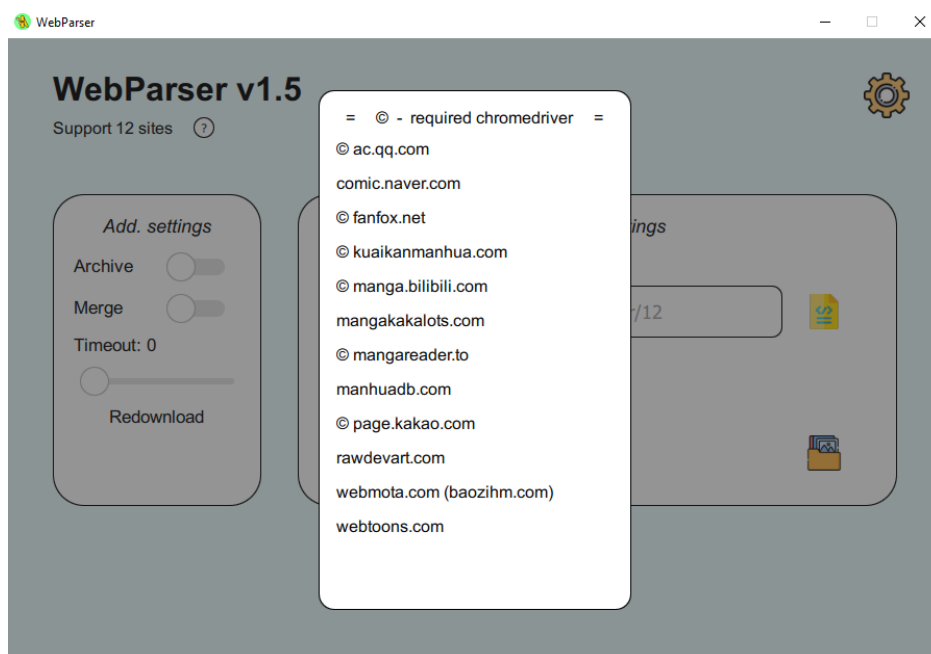 WebParser
WebParser v1.5
Support 12 sites ?
= © - required chromedriver =
© ac.qq.com
comic.naver.com
© fanfox.net
© kuaikanmanhua.com
© manga.bilibili.com
mangakakalots.com
© mangareader.to
manhuadb.com
© page.kakao.com
rawdevart.com
webmota.com (baozihm.com)
webtoons.com
Add. settings
Archive
Merge
Timeout: 0
Redownload
/12